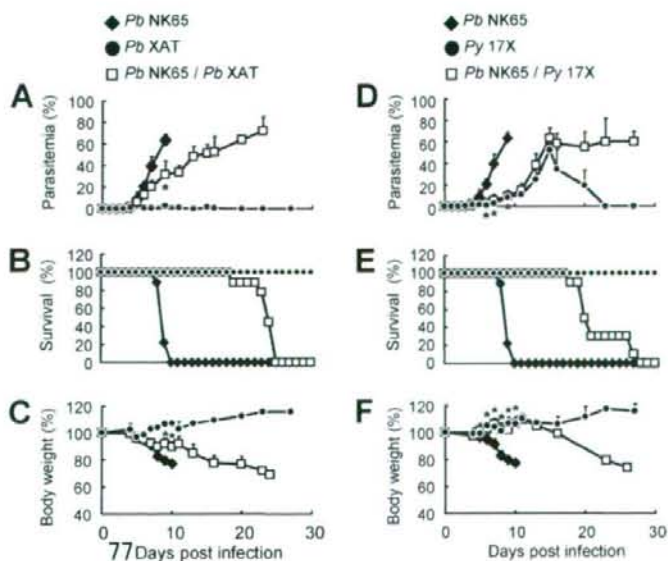 Pb NK65
Pb XAT
Pb NK65 / Pb XAT
Pb NK65
Py 17X
Pb NK65 / Py 17X
A
Parasitemia (%)
100
80
60
40
20
0
*
D
Parasitemia (%)
100
80
60
40
20
0
* * *
B
Survival (%)
120
100
80
60
40
20
0
E
Survival (%)
120
100
80
60
40
20
0
C
Body weight (%)
120
100
80
60
40
0 10 20 30
77Days post infection
F
Body weight (%)
120
100
80
60
40
0 10 20 30
Days post infection